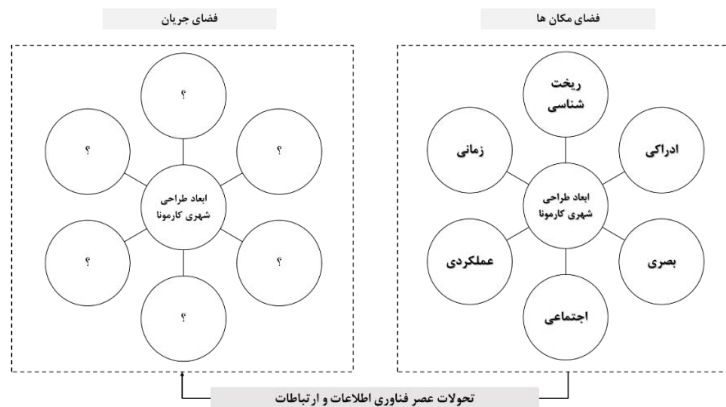 فضای مکان ها
ریخت
شناسی
ادراکی
بصری
اجتماعی
عملکردی
زمانی
ابعاد طراحی
شهری کارمونا
فضای جریان
؟
؟
؟
؟
؟
؟
ابعاد طراحی
شهری کارمونا
تحولات عصر فناوری اطلاعات و ارتباطات